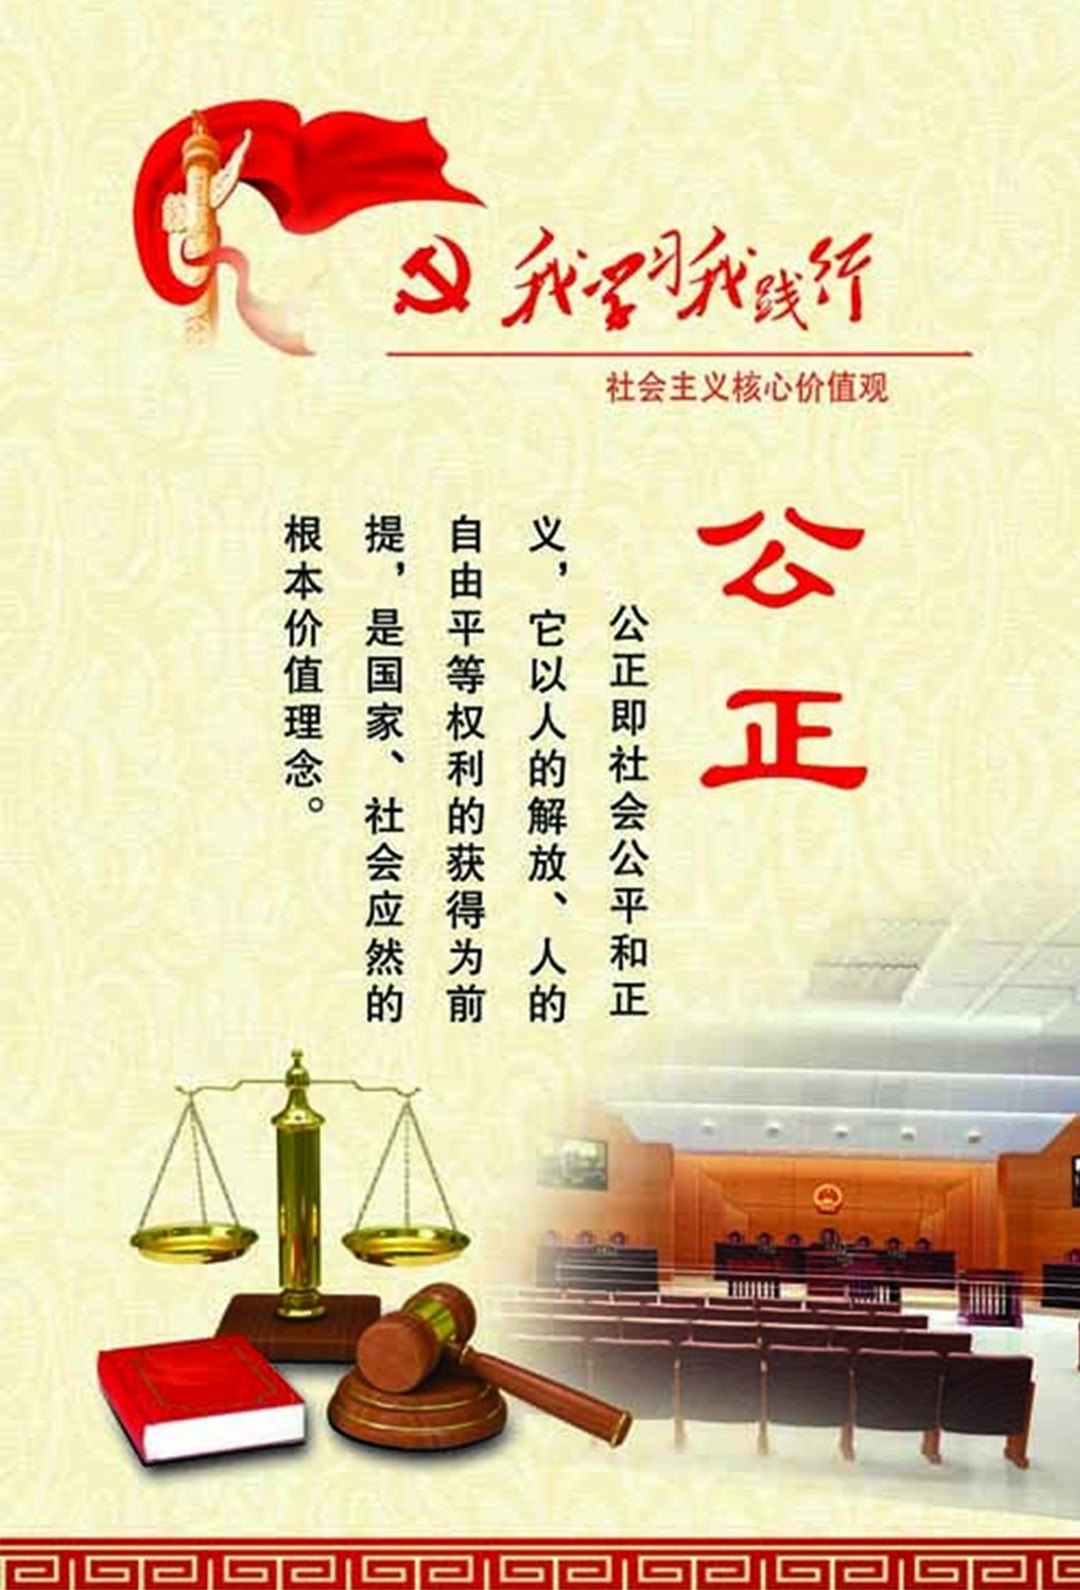 我学习我践行
社会主义核心价值观
公正
公正即社会公平和正
义，它以人的解放、人的
自由平等权利的获得为前
提，是国家、社会应然的
根本价值理念。